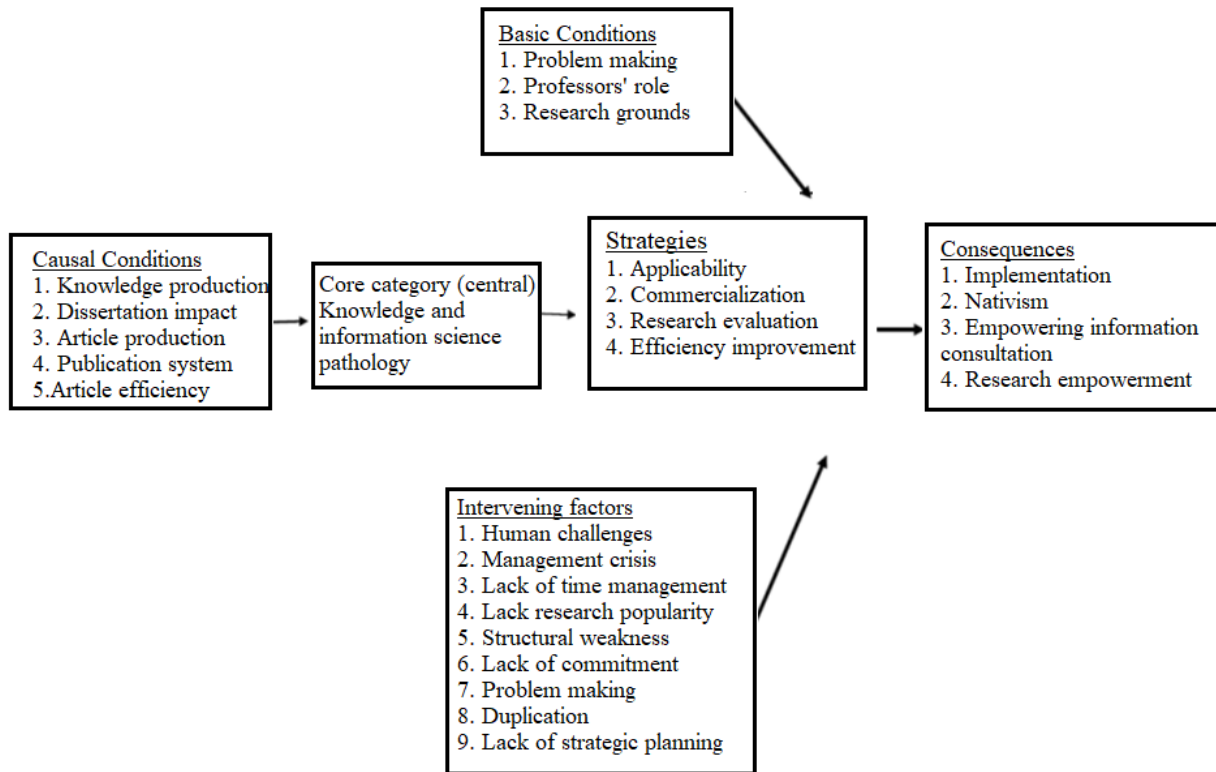 Basic Conditions
1. Problem making
2. Professors' role
3. Research grounds
Causal Conditions
1. Knowledge production
2. Dissertation impact
3. Article production
4. Publication system
5.Article efficiency
Core category (central)
Knowledge and
information science
pathology
Strategies
1. Applicability
2. Commercialization
3. Research evaluation
4. Efficiency improvement
Consequences
1. Implementation
2. Nativism
3. Empowering information
consultation
4. Research empowerment
Intervening factors
1. Human challenges
2. Management crisis
3. Lack of time management
4. Lack research popularity
5. Structural weakness
6. Lack of commitment
7. Problem making
8. Duplication
9. Lack of strategic planning